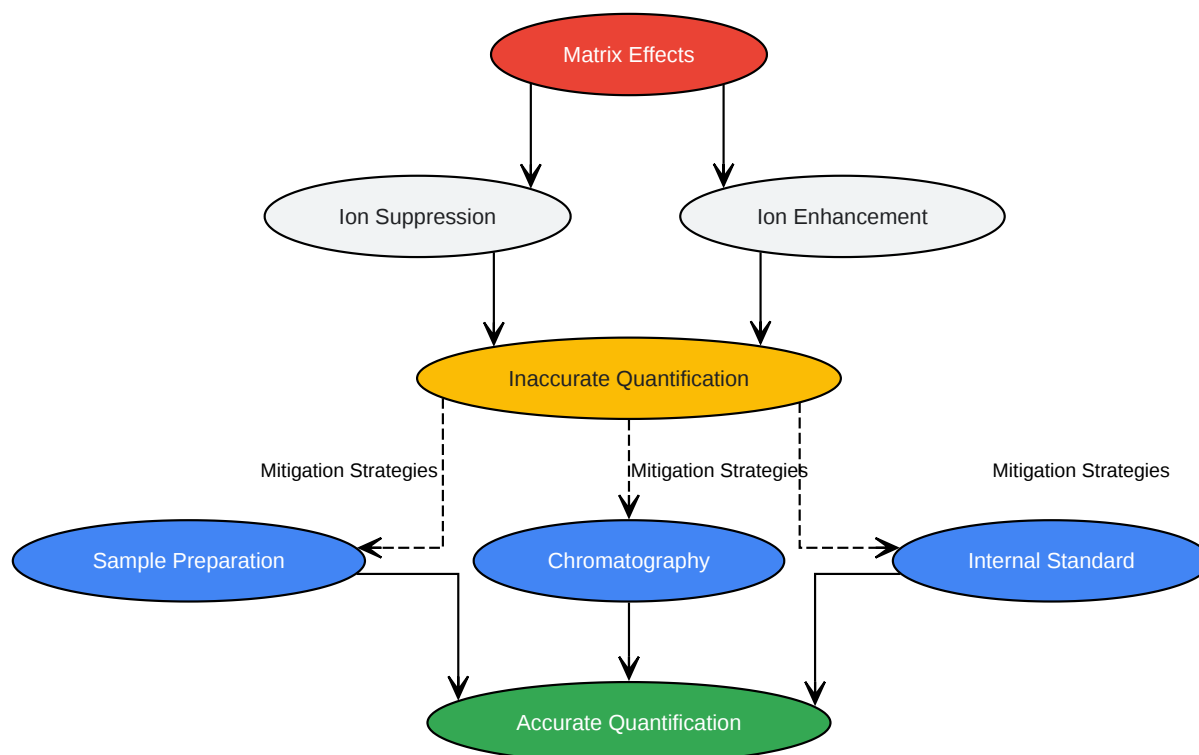 Matrix Effects
Ion Suppression
Ion Enhancement
Inaccurate Quantification
Mitigation Strategies
Mitigation Strategies
Mitigation Strategies
Sample Preparation
Chromatography
Internal Standard
Accurate Quantification